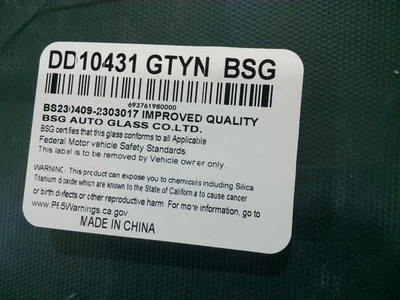 DD10431 GTYN BSG
693761980000
BS230409-2303017 IMPROVED QUALITY
BSG AUTO GLASS CO.LTD.
BSG certifies that this glass conforms to all Applicable
Federal Motor vehicle Safety Standards.
This label is to be removed by Vehicle owner only.
WARNING: This product can expose you to chemicals including Silica
Titanium dioxide which are known to the State of California to cause cancer
or birth defects or other reproductive harm For more information, go to
www.P65Warnings.ca.gov.
MADE IN CHINA